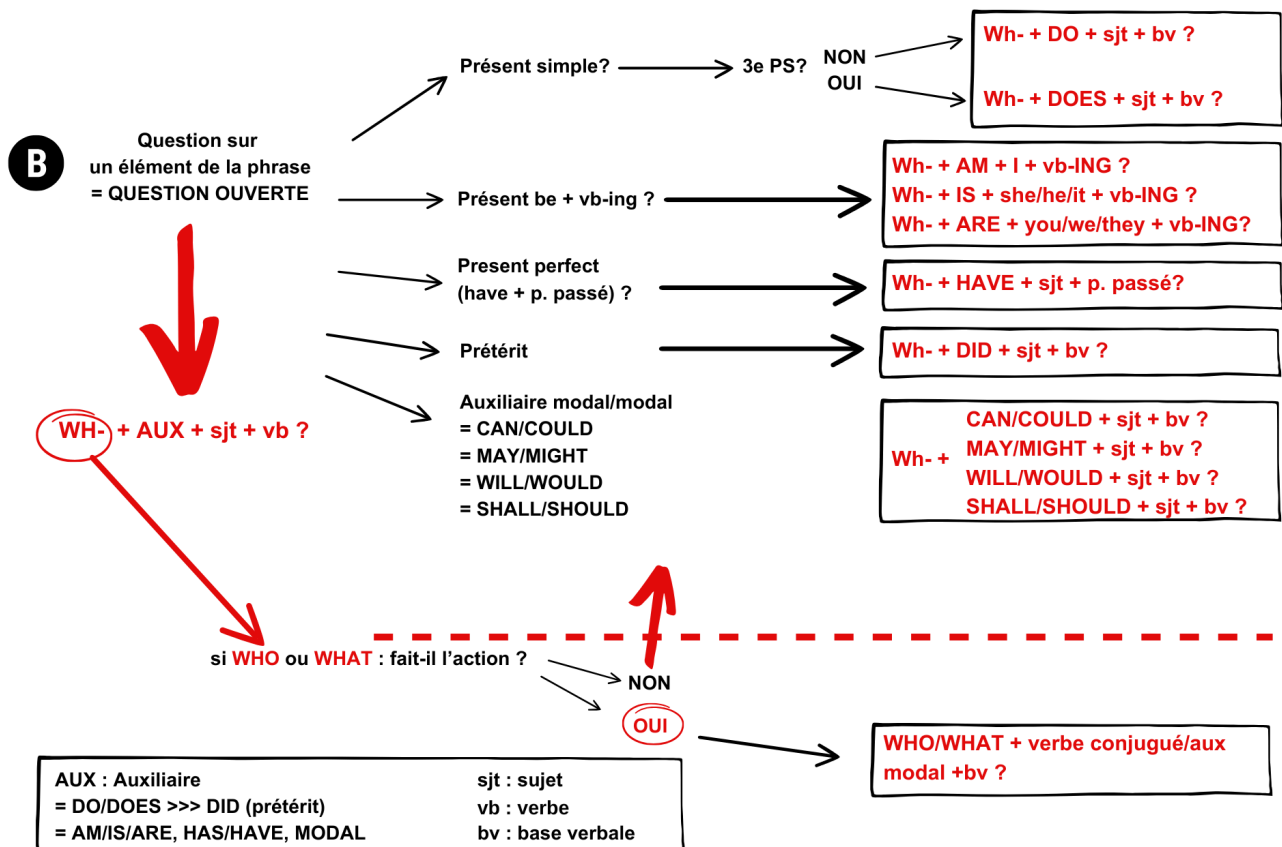 B
Question sur
un élément de la phrase
= QUESTION OUVERTE
WH- + AUX + sjt + vb ?
Présent simple?
3e PS?
NON
OUI
Wh- + DO + sjt + bv ?
Wh- + DOES + sjt + bv ?
Présent be + vb-ing ?
Wh- + AM + I + vb-ING ?
Wh- + IS + she/he/it + vb-ING ?
Wh- + ARE + you/we/they + vb-ING?
Present perfect
(have + p. passé) ?
Wh- + HAVE + sjt + p. passé?
Prétérit
Wh- + DID + sjt + bv ?
Auxiliaire modal/modal
= CAN/COULD
= MAY/MIGHT
= WILL/WOULD
= SHALL/SHOULD
Wh- +
CAN/COULD + sjt + bv ?
MAY/MIGHT + sjt + bv ?
WILL/WOULD + sjt + bv ?
SHALL/SHOULD + sjt + bv ?
si WHO ou WHAT : fait-il l'action ?
NON
OUI
WHO/WHAT + verbe conjugué/aux
modal +bv ?
AUX : Auxiliaire
= DO/DOES >>> DID (prétérit)
= AM/IS/ARE, HAS/HAVE, MODAL
sjt : sujet
vb : verbe
bv : base verbale